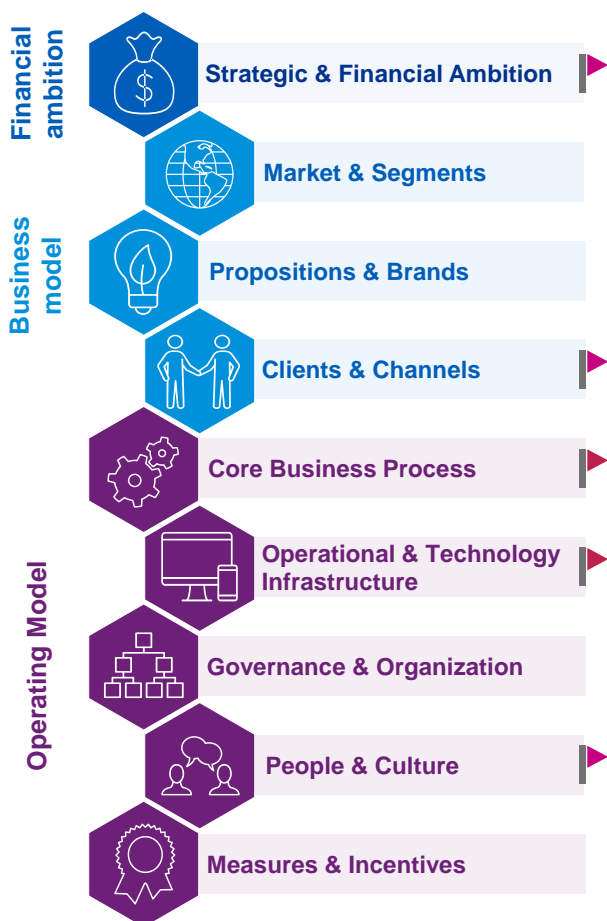 Financial
ambition
$
Strategic & Financial Ambition
Business
model
Market & Segments
Propositions & Brands
Clients & Channels
Operating Model
Core Business Process
Operational & Technology
Infrastructure
Governance & Organization
People & Culture
Measures & Incentives